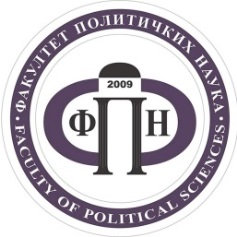 ФАКУЛТЕТ ПОЛИТИЧКИХ НАУКА
2009
ФПН
FACULTY OF POLITICAL SCIENCES